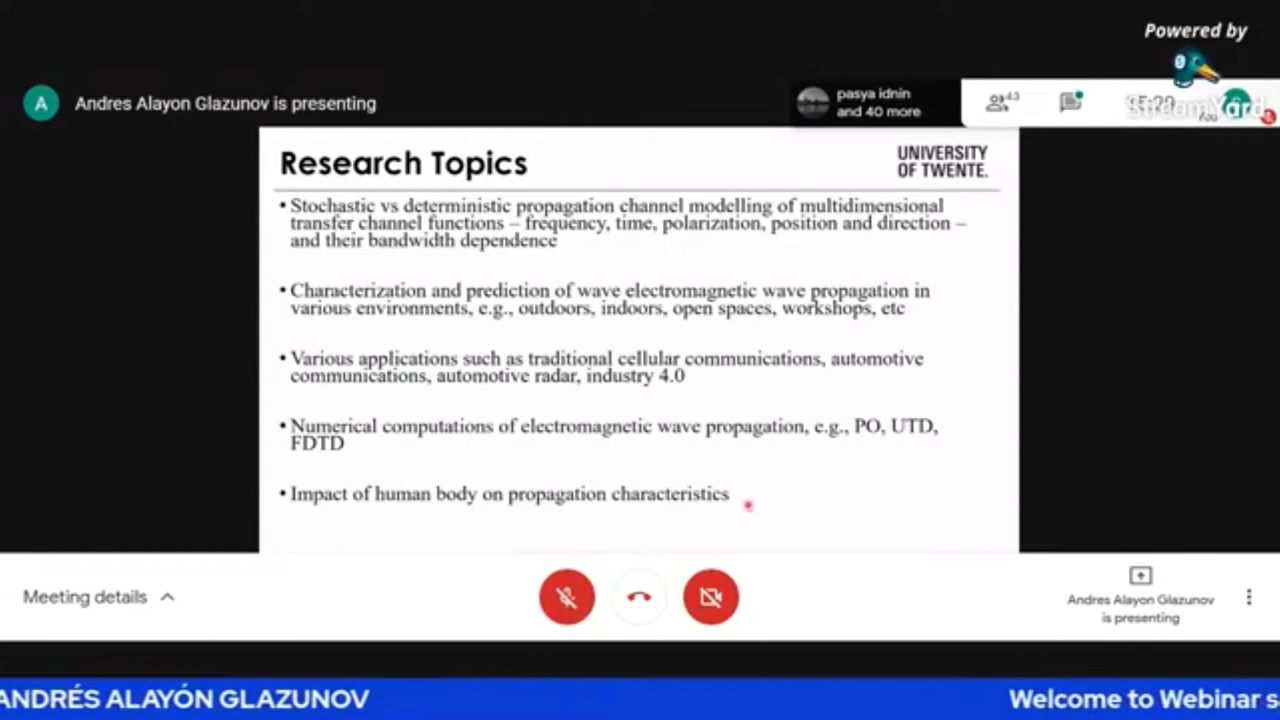 Powered by
StreamYard
A
Andres Alayon Glazunov is presenting
pasya idnin
and 40 more
43
Research Topics
UNIVERSITY
OF TWENTE.
• Stochastic vs deterministic propagation channel modelling of multidimensional
transfer channel functions – frequency, time, polarization, position and direction –
and their bandwidth dependence
• Characterization and prediction of wave electromagnetic wave propagation in
various environments, e.g., outdoors, indoors, open spaces, workshops, etc
• Various applications such as traditional cellular communications, automotive
communications, automotive radar, industry 4.0
• Numerical computations of electromagnetic wave propagation, e.g., PO, UTD,
FDTD
• Impact of human body on propagation characteristics
Meeting details
Andres Alayon Glazunov
is presenting
ANDRÉS ALAYÓN GLAZUNOV
Welcome to Webinar s